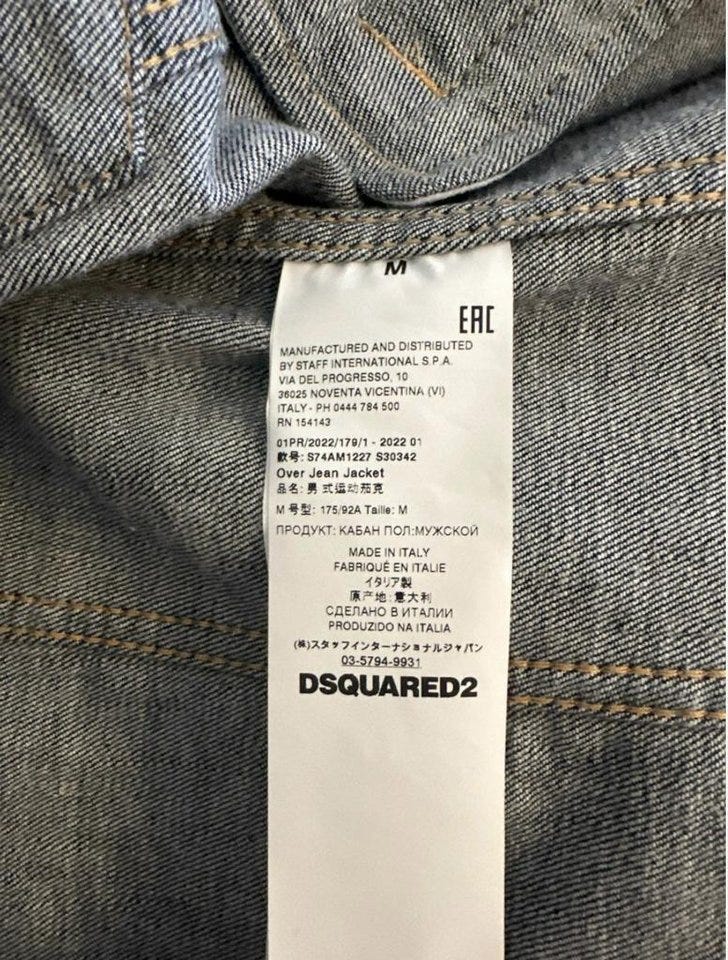 M
EAC
MANUFACTURED AND DISTRIBUTED
BY STAFF INTERNATIONAL S.P.A.
VIA DEL PROGRESSO, 10
36025 NOVENTA VICENTINA (VI)
ITALY - PH 0444 784 500
RN 154143
01PR/2022/179/1 - 2022 01
款号: S74AM1227 S30342
Over Jean Jacket
品名: 男式运动茄克
M 号型: 175/92A Taille: M
ПРОДУКТ: КАБАН ПОЛ:МУЖСКОЙ
MADE IN ITALY
FABRIQUÉ EN ITALIE
イタリア製
原产地: 意大利
СДЕЛАНО В ИТАЛИИ
PRODUZIDO NA ITALIA
(株)スタッフインターナショナルジャパン
03-5794-9931
DSQUARED2